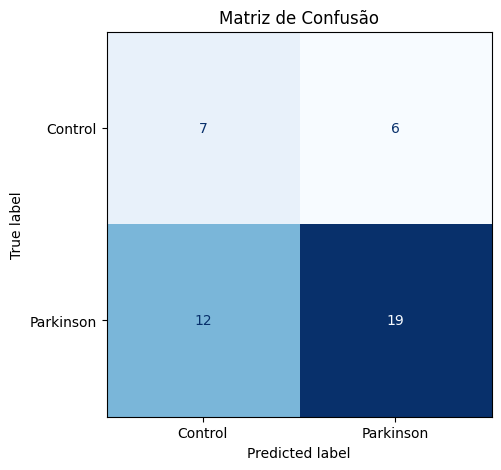 Matriz de Confusão
Control
7
6
True label
Parkinson
12
19
Control
Parkinson
Predicted label